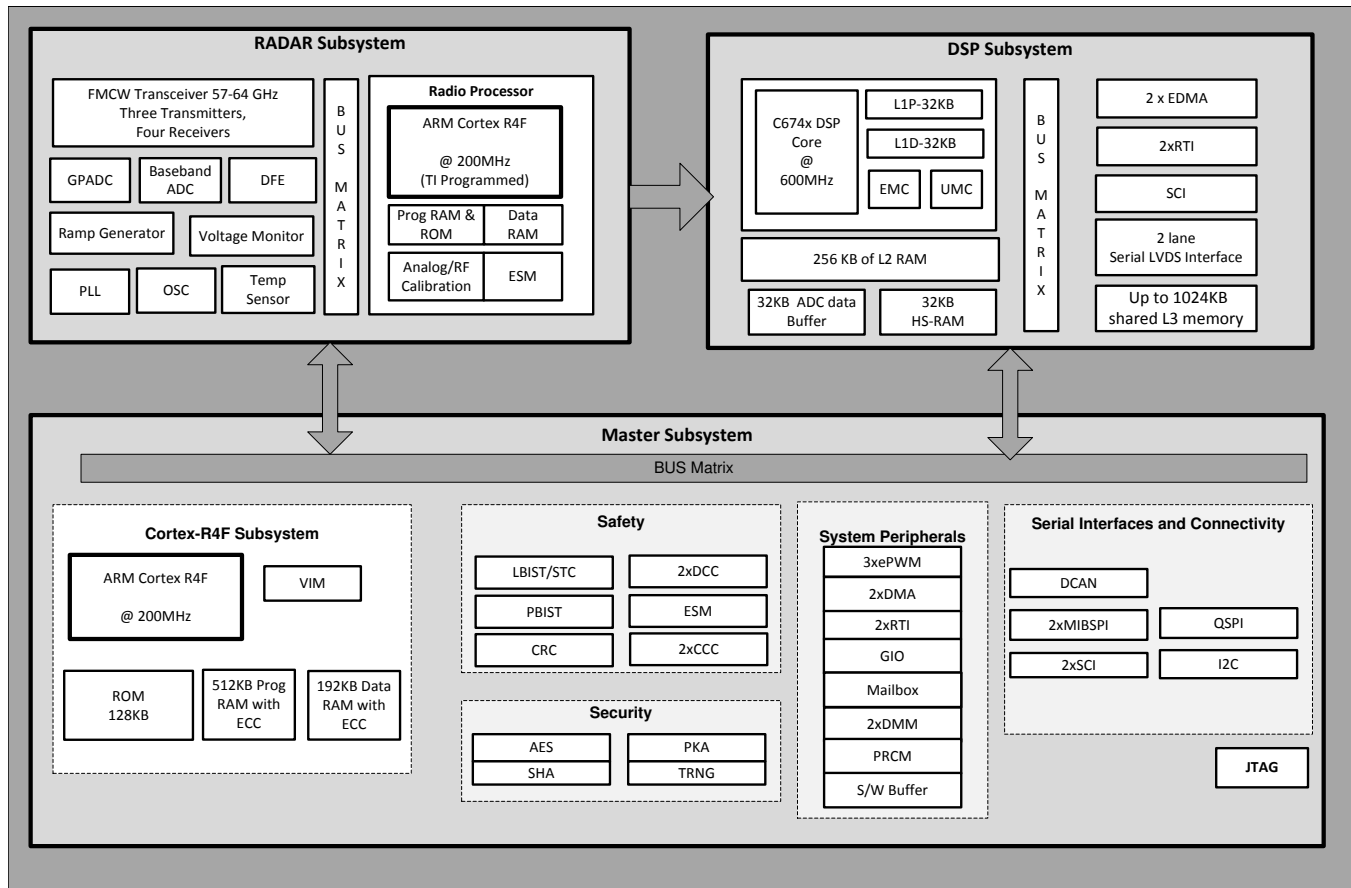 RADAR Subsystem
FMCW Transceiver 57-64 GHz
Three Transmitters,
Four Receivers
GPADC
Baseband
ADC
DFE
Ramp Generator
Voltage Monitor
PLL
OSC
Temp
Sensor
BUS MATRIX
Radio Processor
ARM Cortex R4F
@ 200MHz
(TI Programmed)
Prog RAM &
ROM
Data
RAM
Analog/RF
Calibration
ESM
DSP Subsystem
C674x DSP
Core
@
600MHz
L1P-32KB
L1D-32KB
EMC
UMC
256 KB of L2 RAM
32KB ADC data
Buffer
32KB
HS-RAM
BUS MATRIX
2 x EDMA
2xRTI
SCI
2 lane
Serial LVDS Interface
Up to 1024KB
shared L3 memory
Master Subsystem
BUS Matrix
Cortex-R4F Subsystem
ARM Cortex R4F
@ 200MHz
VIM
ROM
128KB
512KB Prog
RAM with
ECC
192KB Data
RAM with
ECC
Safety
LBIST/STC
2xDCC
PBIST
ESM
CRC
2xCCC
Security
AES
PKA
SHA
TRNG
System Peripherals
3xePWM
2xDMA
2xRTI
GIO
Mailbox
2xDMM
PRCM
S/W Buffer
Serial Interfaces and Connectivity
DCAN
2xMIBSPI
QSPI
2xSCI
I2C
JTAG